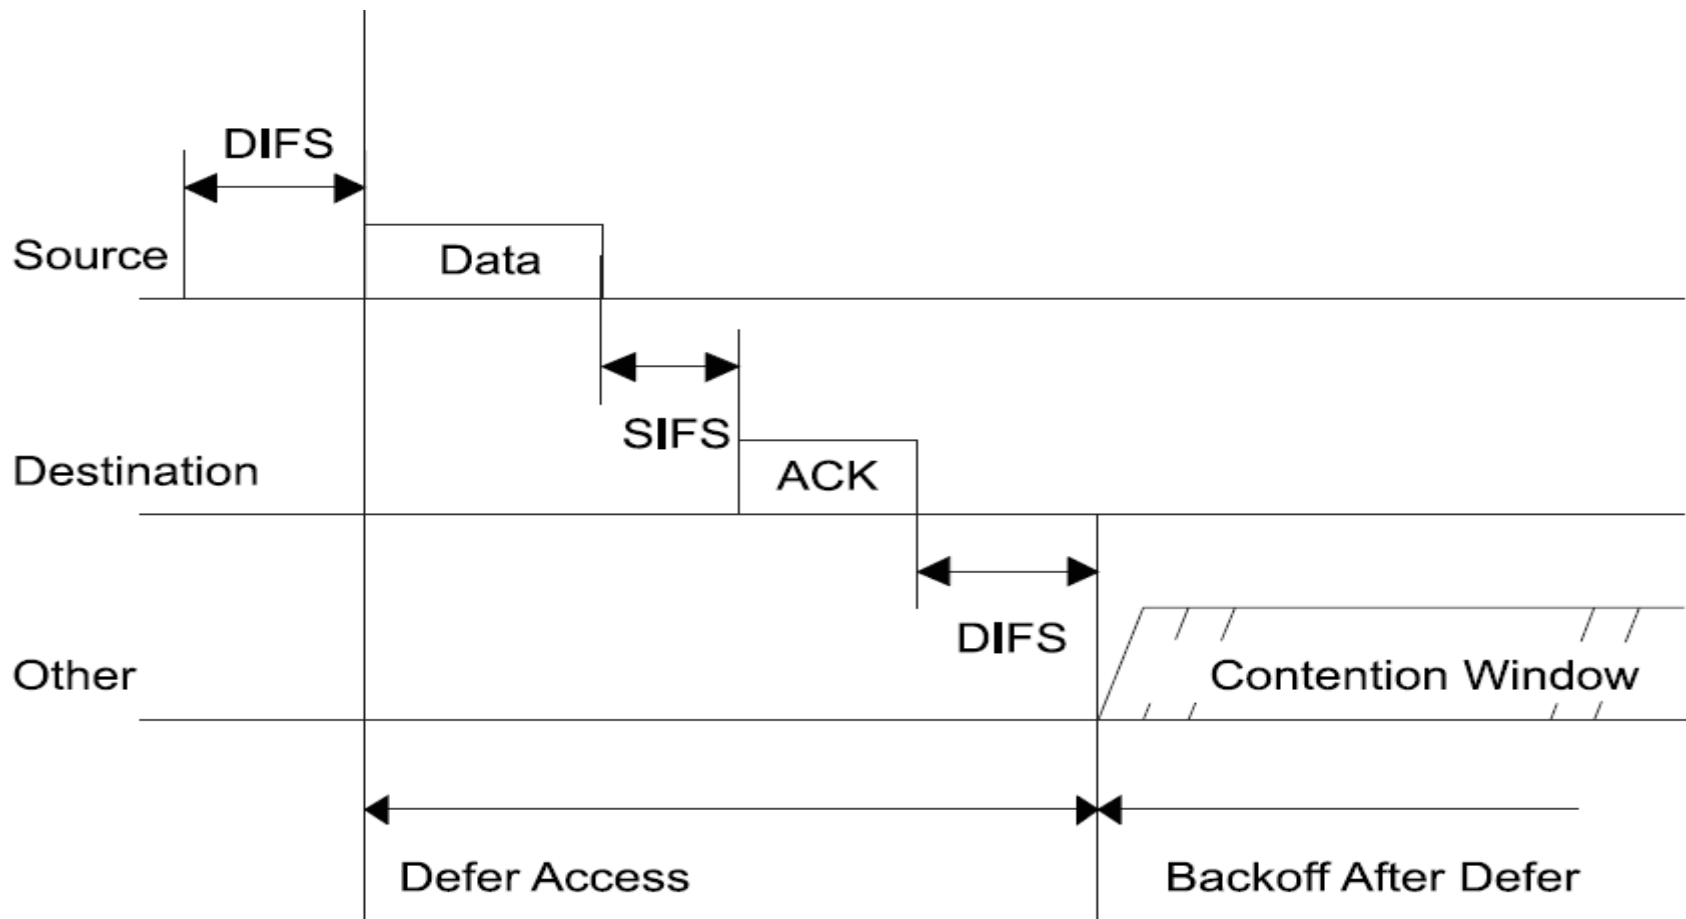 DIFS
Source
Data
SIFS
Destination
ACK
DIFS
Other
Contention Window
Defer Access
Backoff After Defer